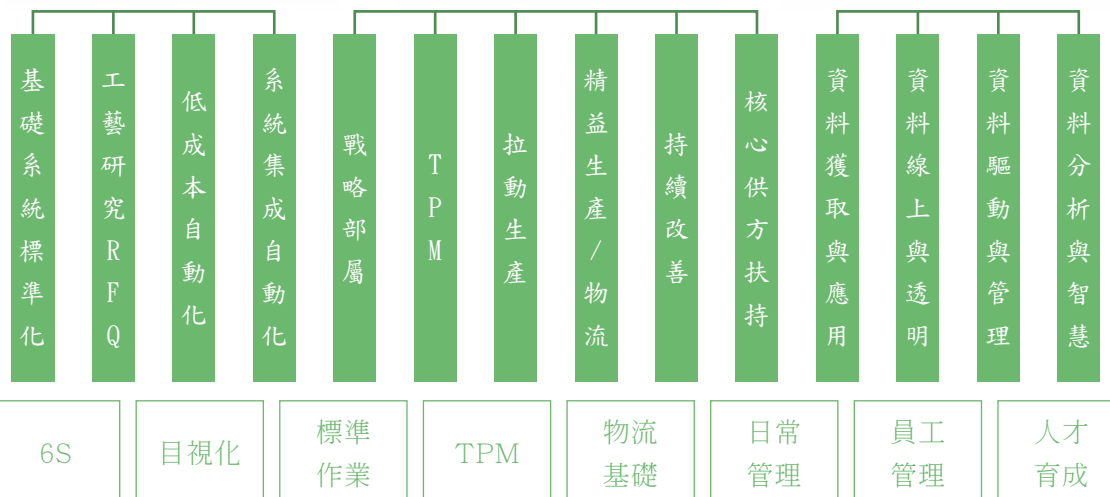 基礎系統標準化
工藝研究RFQ
低成本自動化
系統集成自動化
戰略部屬
TPM
拉動生產
精益生產/物流
持續改善
核心供方扶持
資料獲取與應用
資料線上與透明
資料驅動與管理
資料分析與智慧
6S
目視化
標準
作業
TPM
物流
基礎
日常
管理
員工
管理
人才
育成